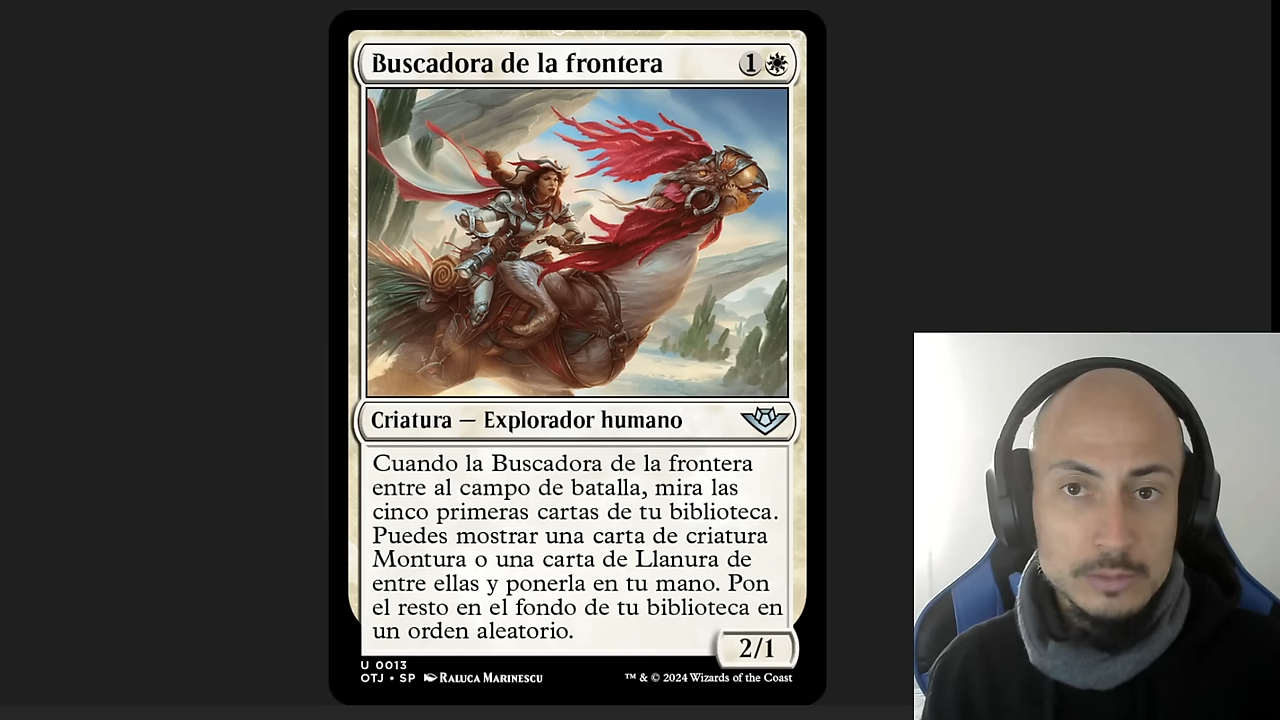 Buscadora de la frontera 1
Criatura — Explorador humano
Cuando la Buscadora de la frontera
entre al campo de batalla, mira las
cinco primeras cartas de tu biblioteca.
Puedes mostrar una carta de criatura
Montura o una carta de Llanura de
entre ellas y ponerla en tu mano. Pon
el resto en el fondo de tu biblioteca en
un orden aleatorio.
2/1
U 0013
OTJ • SP RALUCA MARINESCU ™ & © 2024 Wizards of the Coast